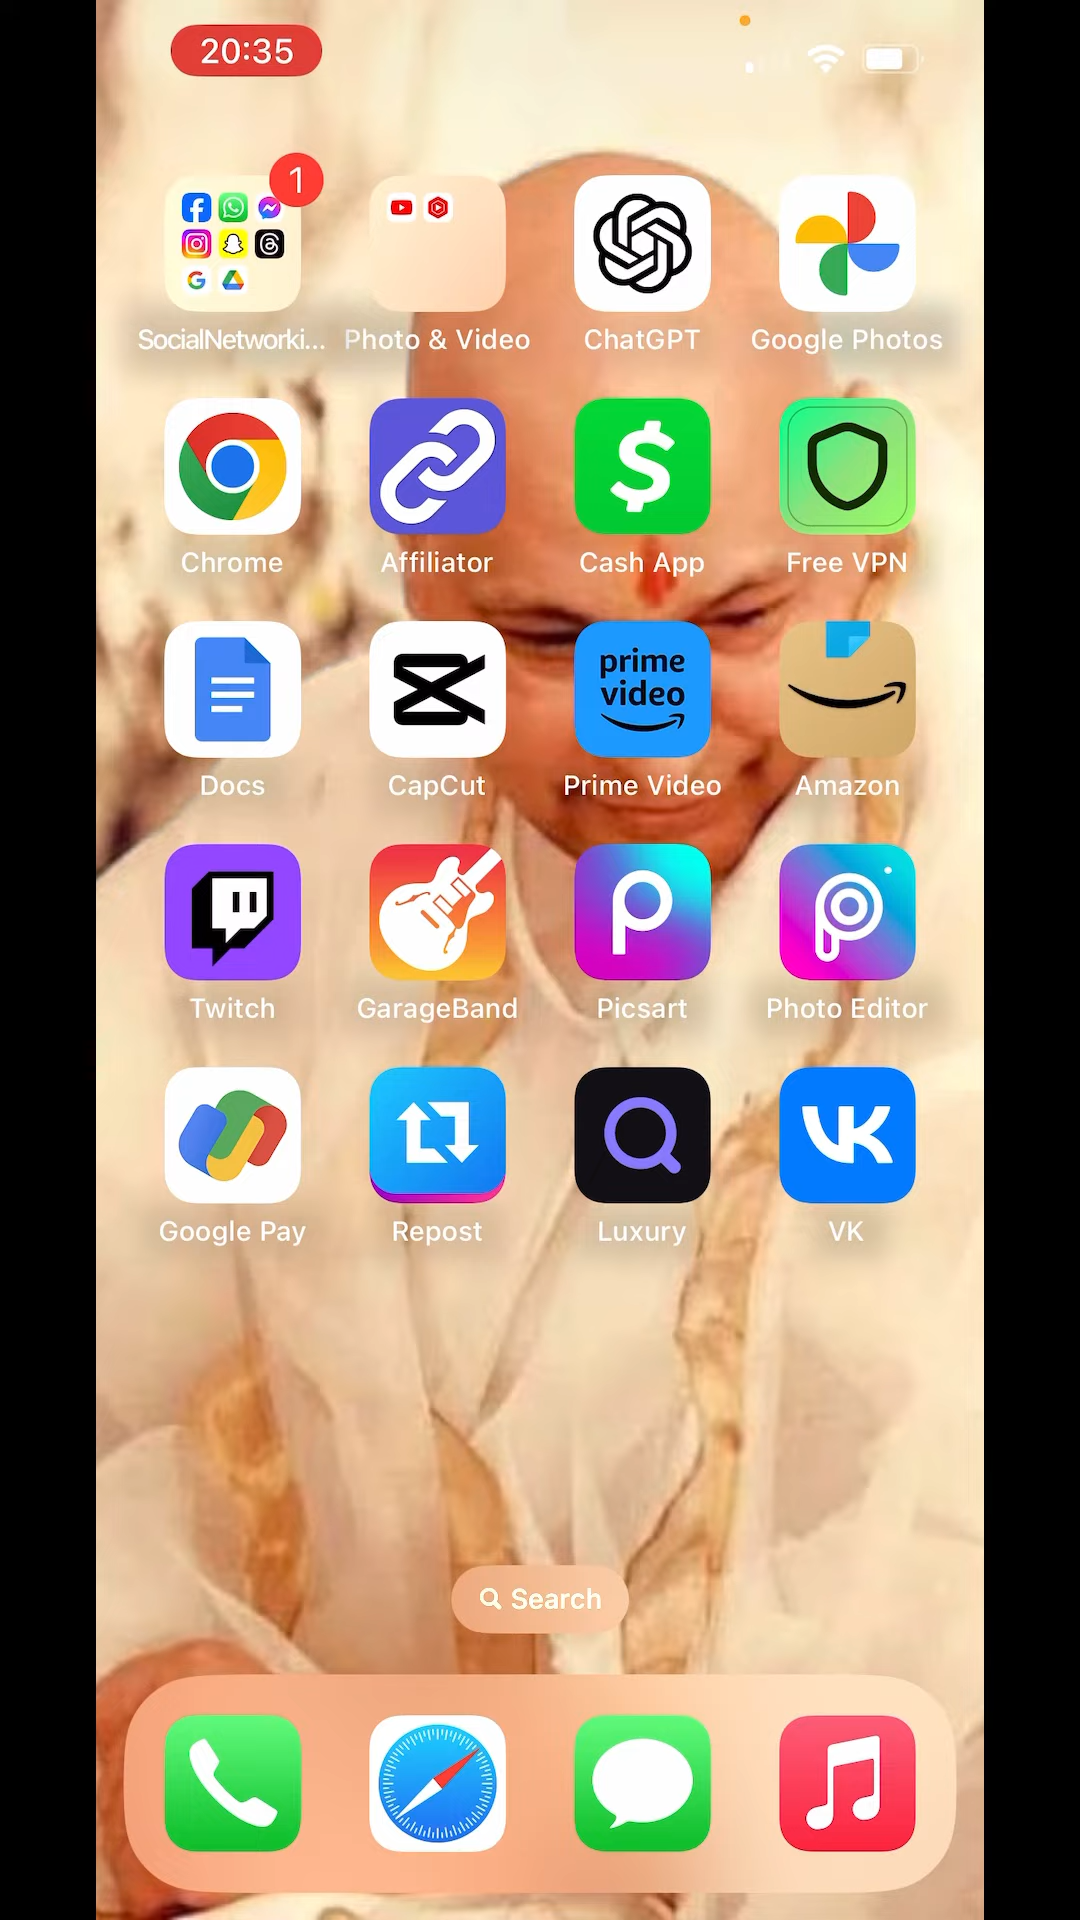 20:35
1
SocialNetworki...
Photo & Video
ChatGPT
Google Photos
Chrome
Affiliator
Cash App
Free VPN
prime
video
Docs
CapCut
Prime Video
Amazon
Twitch
GarageBand
Picsart
Photo Editor
Google Pay
Repost
Luxury
VK
Search